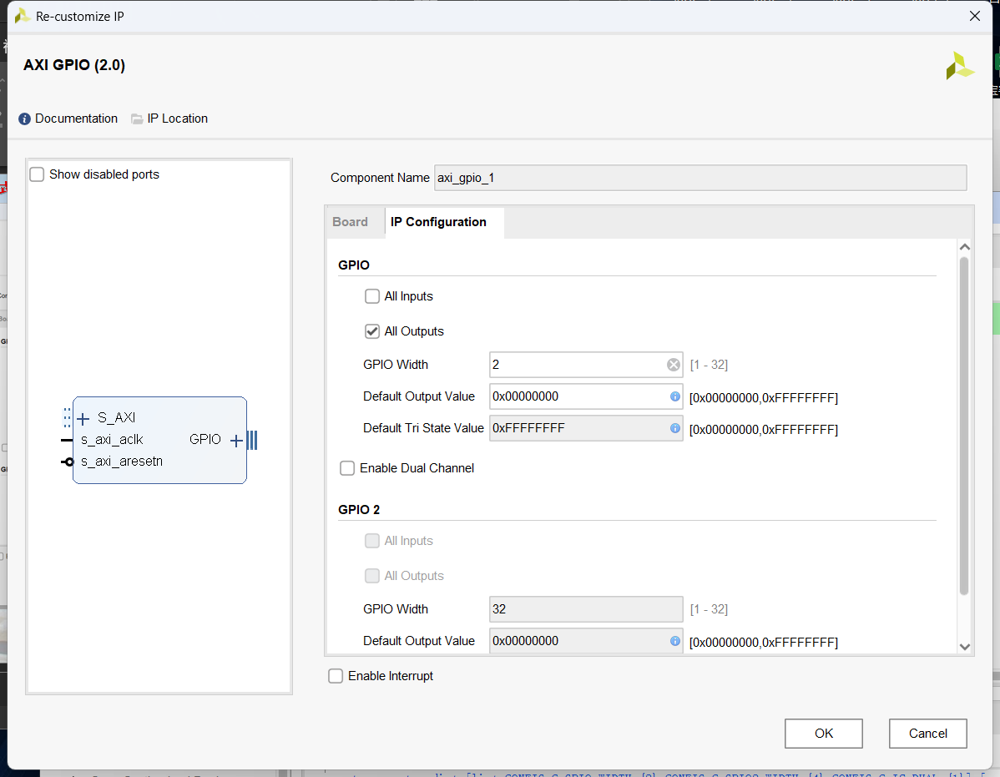 Re-customize IP
AXI GPIO (2.0)
Documentation IP Location
Show disabled ports
S_AXI
s_axi_aclk GPIO
s_axi_aresetn
Component Name axi_gpio_1
Board IP Configuration
GPIO
All Inputs
All Outputs
GPIO Width 2 [1 - 32]
Default Output Value 0x00000000 [0x00000000,0xFFFFFFFF]
Default Tri State Value 0xFFFFFFFF [0x00000000,0xFFFFFFFF]
Enable Dual Channel
GPIO 2
All Inputs
All Outputs
GPIO Width 32 [1 - 32]
Default Output Value 0x00000000 [0x00000000,0xFFFFFFFF]
Enable Interrupt
OK Cancel